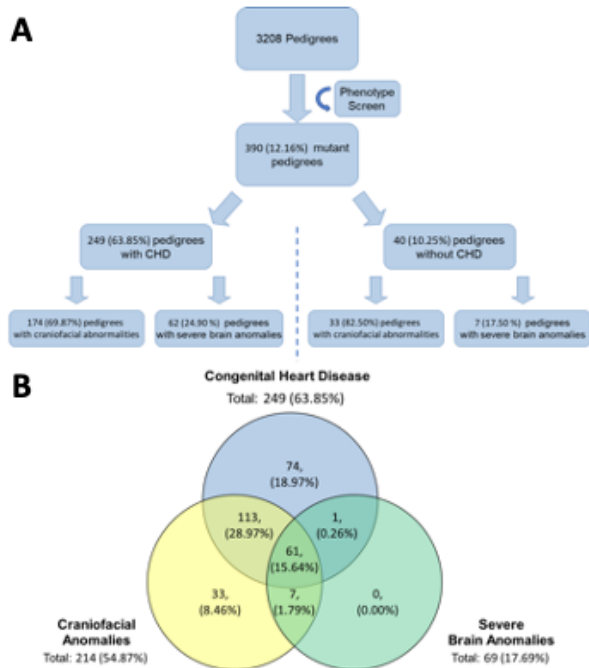 A
3208 Pedigrees
Phenotype
Screen
390 (12.16%) mutant
pedigrees
249 (63.85%) pedigrees
with CHD
40 (10.25%) pedigrees
without CHD
174 (69.87%) pedigrees
with craniofacial abnormalities
62 (24.90 %) pedigrees
with severe brain anomalies
33 (82.50%) pedigrees
with craniofacial abnormalities
7 (17.50 %) pedigrees
with severe brain anomalies
B
Congenital Heart Disease
Total: 249 (63.85%)
74,
(18.97%)
113,
(28.97%)
1,
(0.26%)
61,
(15.64%)
33,
(8.46%)
7,
(1.79%)
0,
(0.00%)
Craniofacial
Anomalies
Total: 214 (54.87%)
Severe
Brain Anomalies
Total: 69 (17.69%)